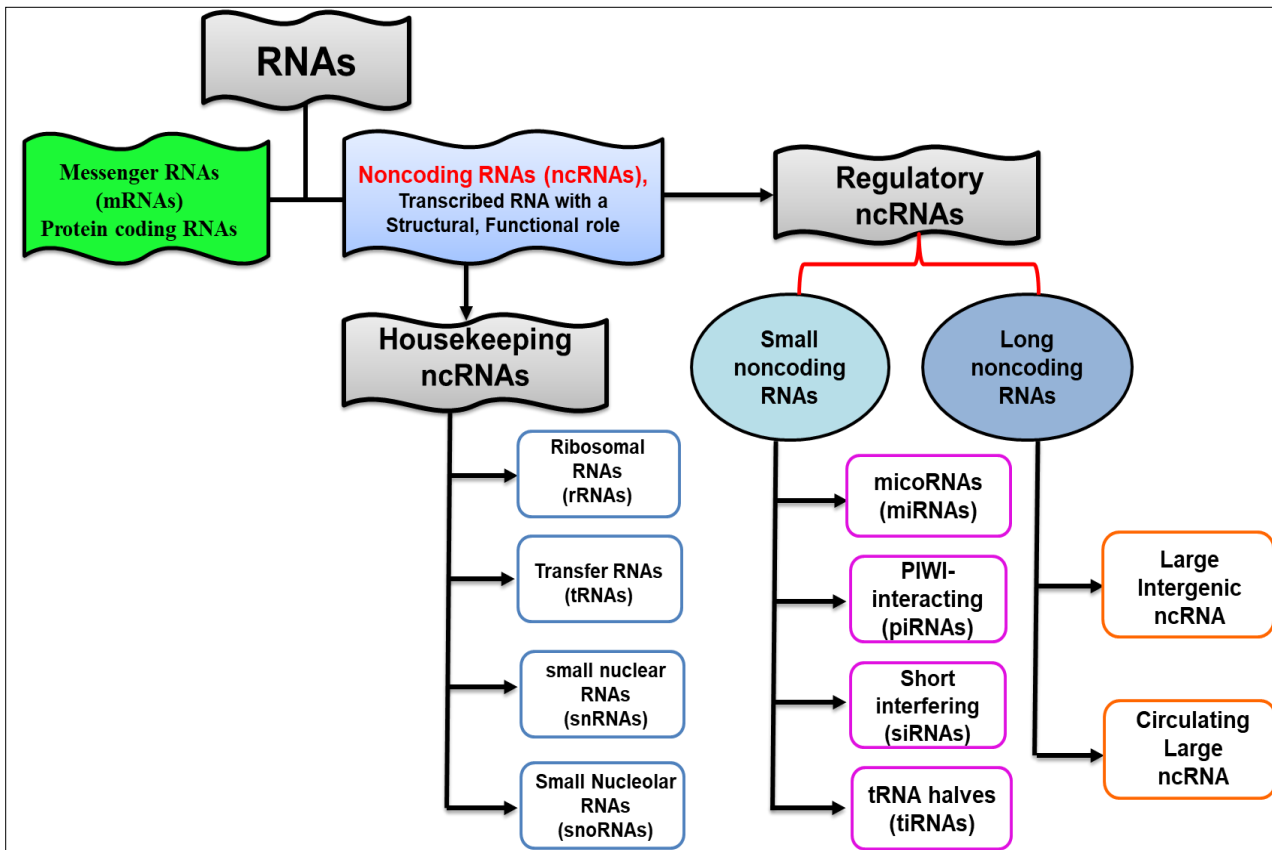 RNAs
Messenger RNAs
(mRNAs)
Protein coding RNAs
Noncoding RNAs (ncRNAs),
Transcribed RNA with a
Structural, Functional role
Regulatory
ncRNAs
Housekeeping
ncRNAs
Small
noncoding
RNAs
Long
noncoding
RNAs
Ribosomal
RNAs
(rRNAs)
Transfer RNAs
(tRNAs)
small nuclear
RNAs
(snRNAs)
Small Nucleolar
RNAs
(snoRNAs)
micoRNAs
(miRNAs)
PIWI-
interacting
(piRNAs)
Short
interfering
(siRNAs)
tRNA halves
(tiRNAs)
Large
Intergenic
ncRNA
Circulating
Large
ncRNA